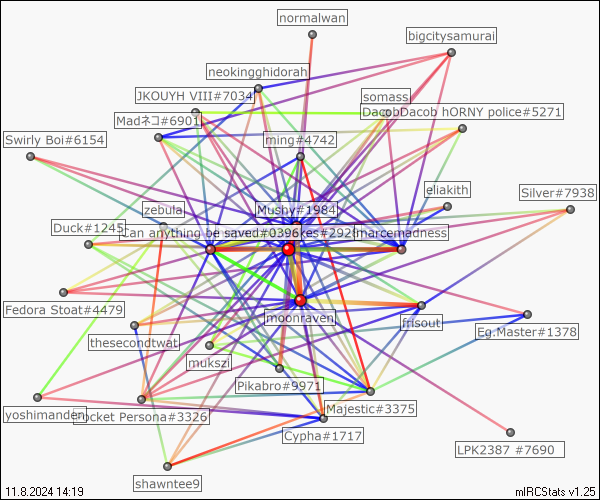 normalwan
bigcitysamurai
neokingghidorah
JKOUYH VIII#7034
somass
DacobDacob hORNY police#5271
Madネコ#6901
ming#4742
Swirly Boi#6154
eliakith
Silver#7938
zebula
Mushy#1984
Duck#1245
Can anything be saved#0396
kes#292
marcemadness
Fedora Stoat#4479
moonraven
frisout
Eg.Master#1378
thesecondtwat
mukszi
Pikabro#9971
yoshimanden
Pocket Persona#3326
Majestic#3375
Cypha#1717
LPK2387 #7690
shawntee9
11.8.2024 14:19
mIRCStats v1.25